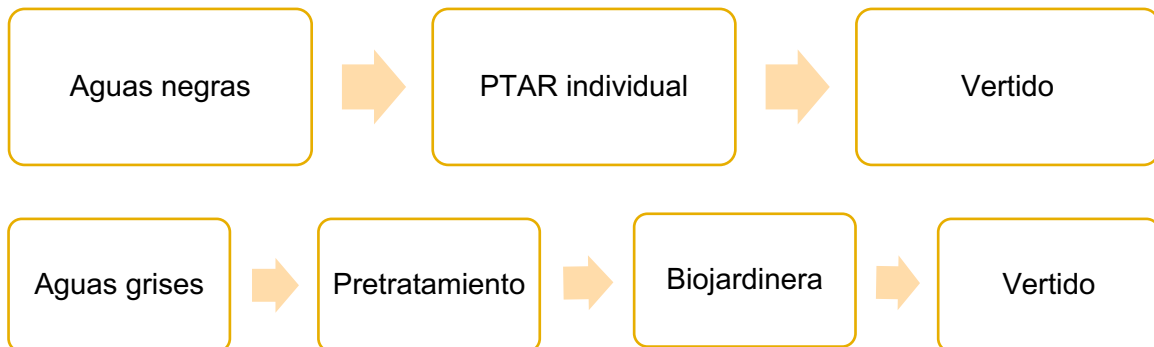 Aguas negras
PTAR individual
Vertido
Aguas grises
Pretratamiento
Biojardinera
Vertido